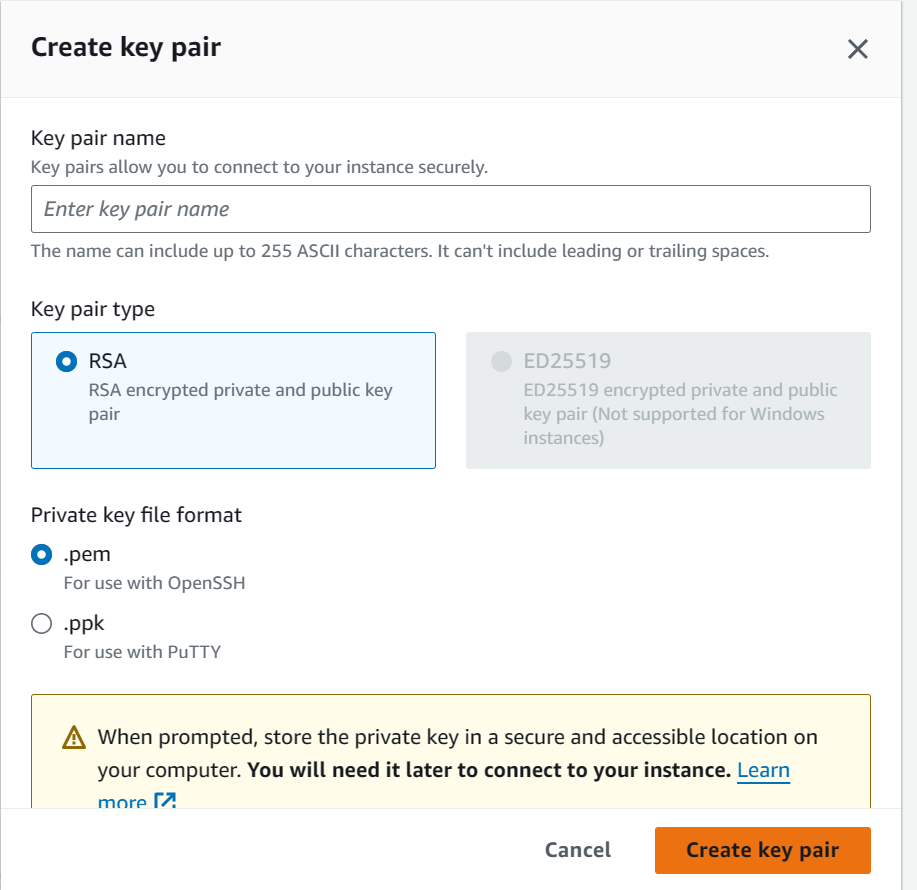 Create key pair
Key pair name
Key pairs allow you to connect to your instance securely.
Enter key pair name
The name can include up to 255 ASCII characters. It can't include leading or trailing spaces.
Key pair type
RSA
RSA encrypted private and public key
pair
ED25519
ED25519 encrypted private and public
key pair (Not supported for Windows
instances)
Private key file format
.pem
For use with OpenSSH
.ppk
For use with PuTTY
When prompted, store the private key in a secure and accessible location on
your computer. You will need it later to connect to your instance. Learn
more
Cancel
Create key pair